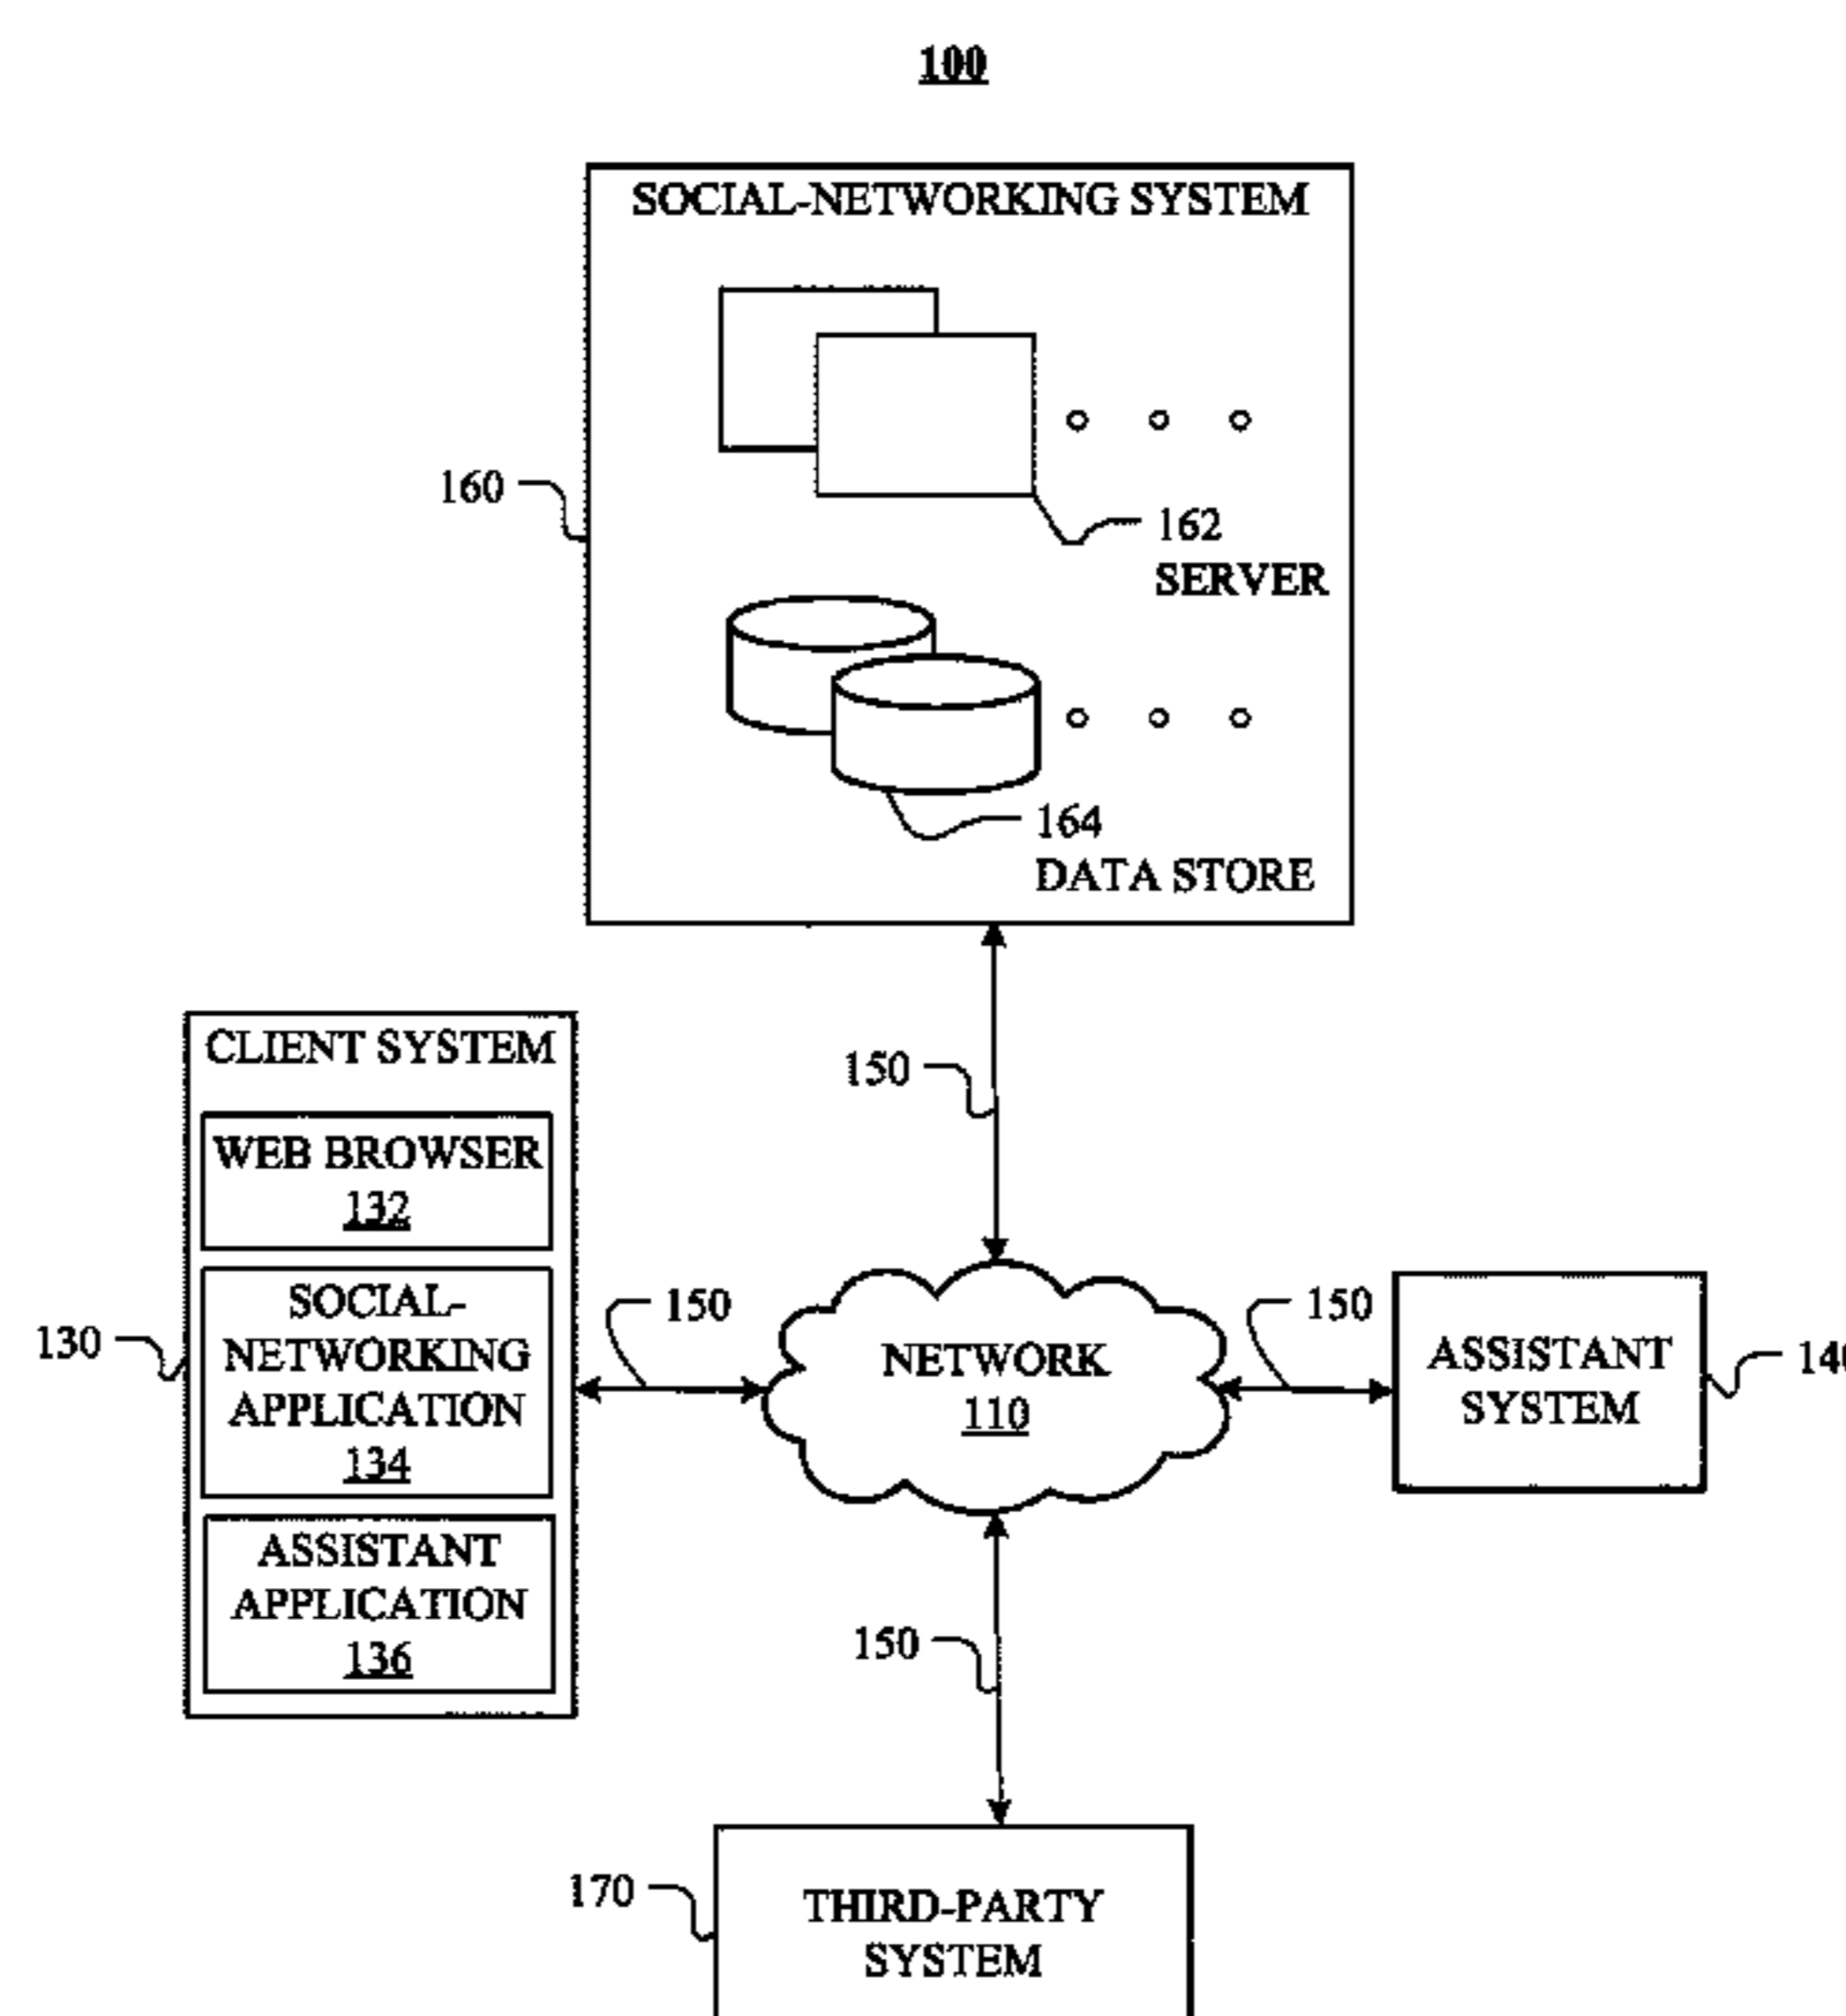 100
SOCIAL-NETWORKING SYSTEM
160
162
SERVER
164
DATA STORE
CLIENT SYSTEM
WEB BROWSER
132
SOCIAL-
NETWORKING
APPLICATION
134
ASSISTANT
APPLICATION
136
130
150
150
NETWORK
110
150
ASSISTANT
SYSTEM
150
170
THIRD-PARTY
SYSTEM